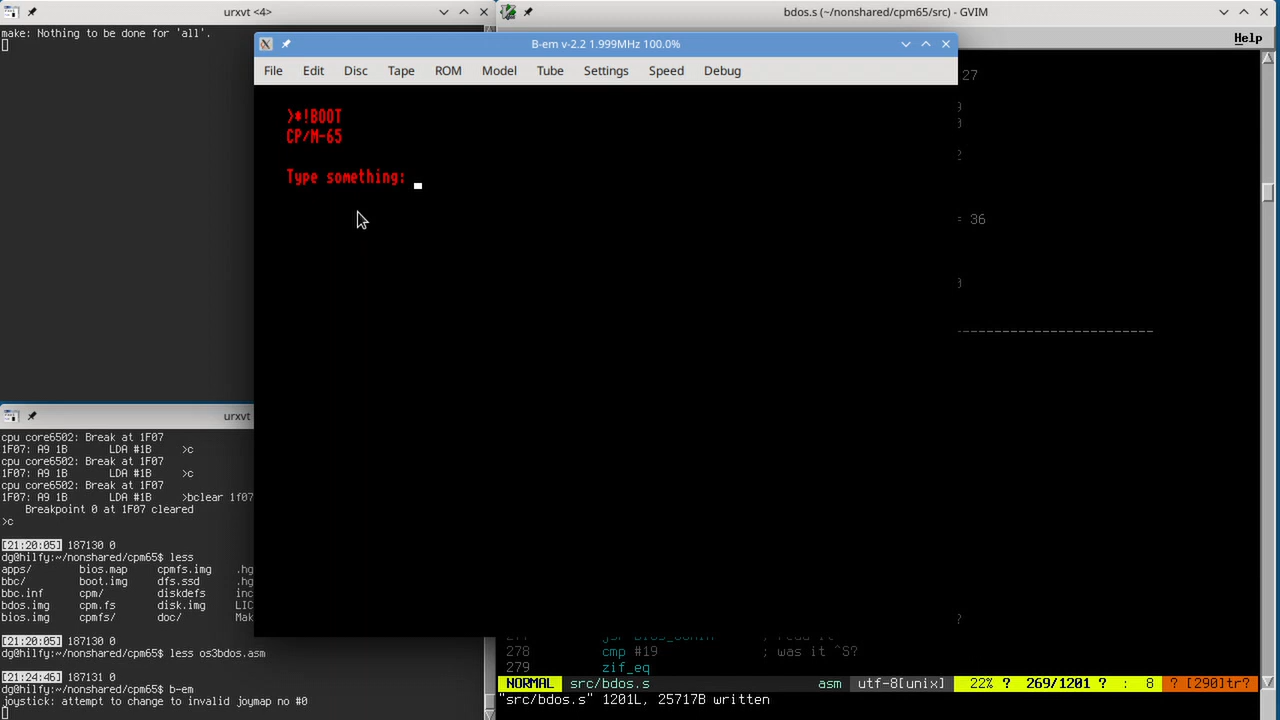 urxvt <4>
make: Nothing to be done for 'all'.
bdos.s (~/nonshared/cpm65/src) - GVIM
Help
B-em v-2.2 1.999MHz 100.0%
File Edit Disc Tape ROM Model Tube Settings Speed Debug
>*!BOOT
CP/M-65
Type something:
27
9
3
2
= 36
3
--------------------------
?
urxvt
cpu core6502: Break at 1F07
1F07: A9 1B LDA #1B >c
cpu core6502: Break at 1F07
1F07: A9 1B LDA #1B >c
cpu core6502: Break at 1F07
1F07: A9 1B LDA #1B >bclear 1f07
Breakpoint 0 at 1F07 cleared
>c
[21:20:05] 187130 0
dg@hilfy:~/nonshared/cpm65$ less
apps/ bios.map cpmfs.img .hg
bbc/ boot.img dfs.ssd .hg
bbc.inf cpm/ diskdefs inc
bdos.img cpm.fs disk.img LIC
bios.img cpmfs/ doc/ Mak
[21:20:05] 187130 0
dg@hilfy:~/nonshared/cpm65$ less os3bdos.asm
[21:24:46] 187131 0
dg@hilfy:~/nonshared/cpm65$ b-em
joystick: attempt to change to invalid joymap no #0
278 cmp #19 ; was it ^S?
279 zif_eq
NORMAL src/bdos.s asm utf-8[unix] 22% ? 269/1201 ? : 8 ? [290]tr?
"src/bdos.s" 1201L, 25717B written